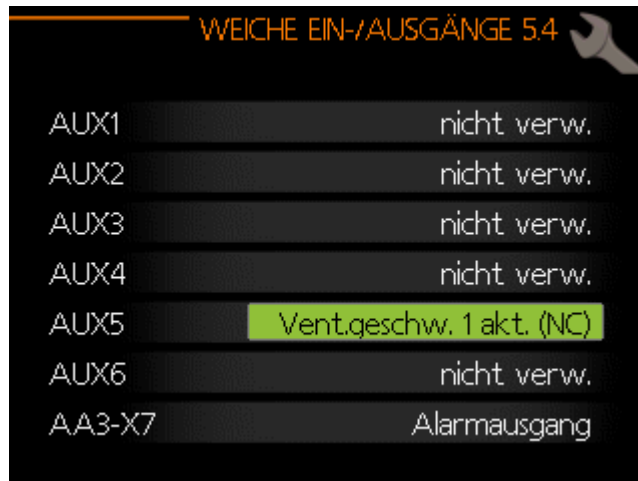 WEICHE EIN-/AUSGÄNGE 5.4
AUX1 nicht verw.
AUX2 nicht verw.
AUX3 nicht verw.
AUX4 nicht verw.
AUX5 Vent.geschw. 1 akt. (NC)
AUX6 nicht verw.
AA3-X7 Alarmausgang